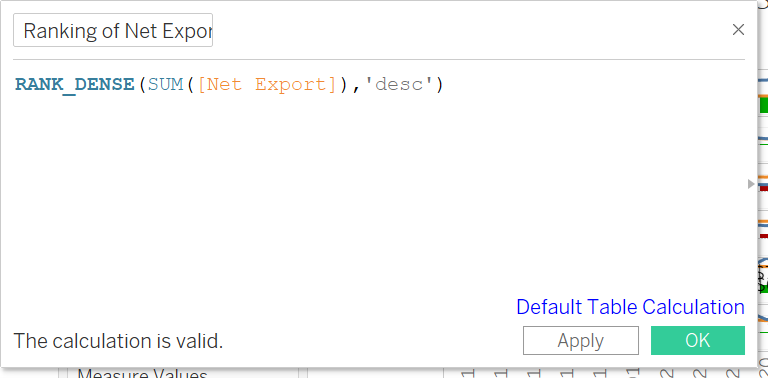 Ranking of Net Expor
RANK_DENSE(SUM([Net Export]),'desc')
Default Table Calculation
The calculation is valid.
Apply
OK
Measure Values